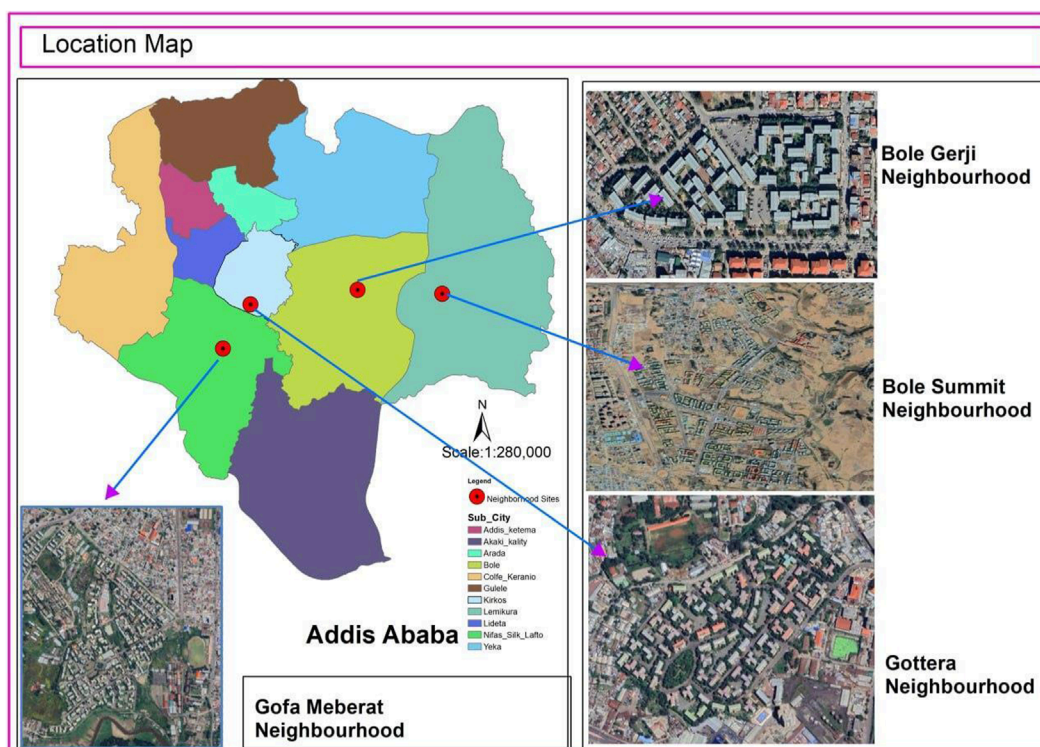 Location Map
Bole Gerji
Neighbourhood
Bole Summit
Neighbourhood
N
Scale:1:280,000
Legend
Neighborhood Sites
Sub_City
Addis_ketema
Akaki_kality
Arada
Bole
Colfe_Keranio
Gulele
Kirkos
Lemikura
Lideta
Nifas_Silk_Lafto
Yeka
Addis Ababa
Gottera
Neighbourhood
Gofa Meberat
Neighbourhood